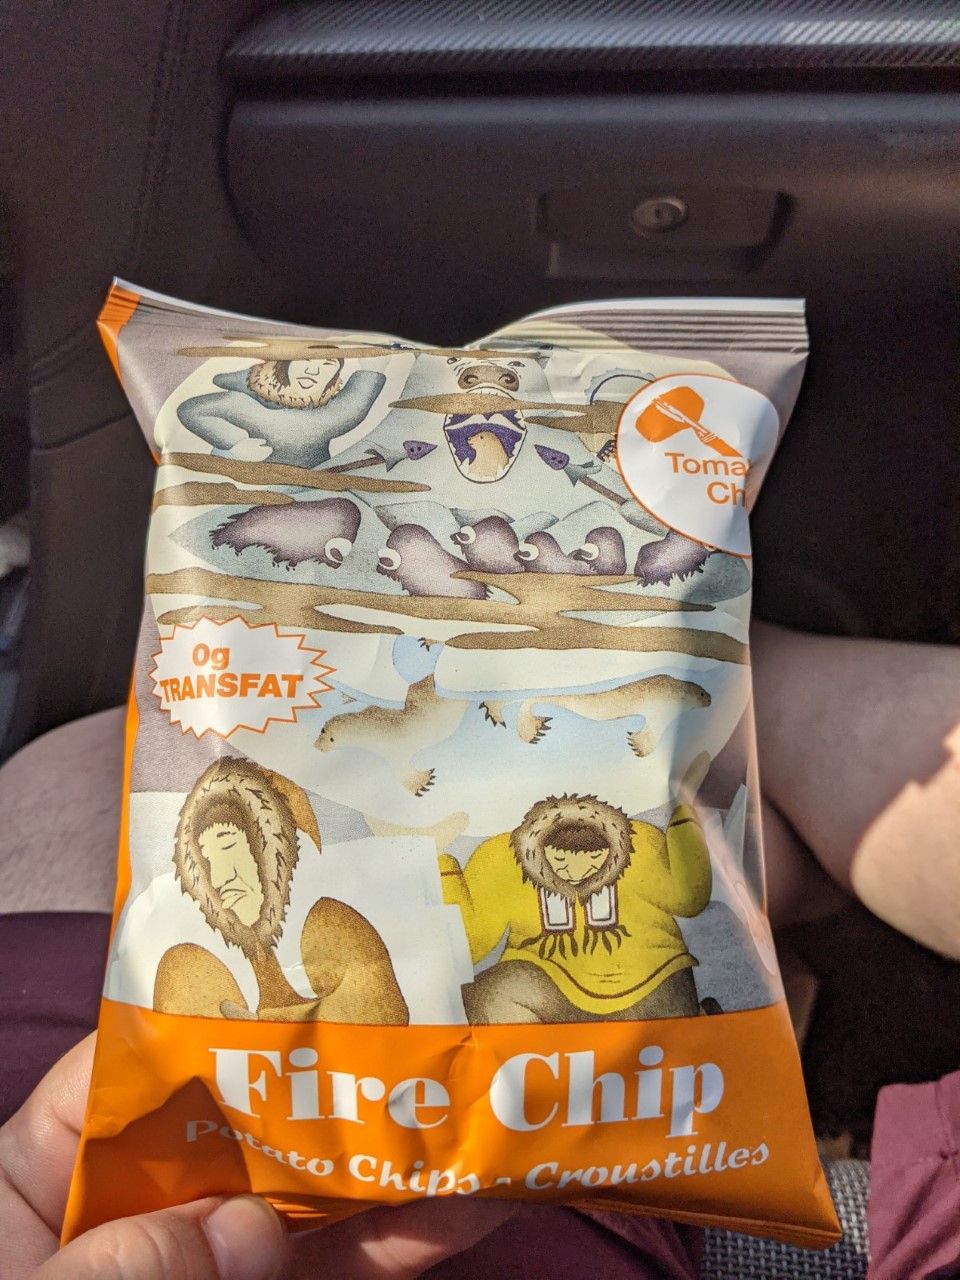 0g
TRANSFAT
Fire Chip
Potato Chips - Croustilles